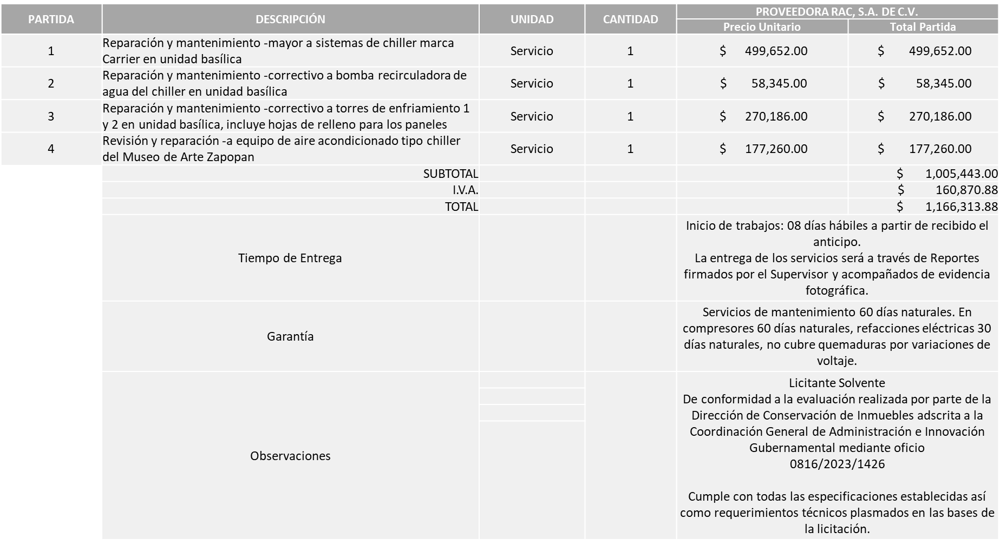 PARTIDA DESCRIPCIÓN UNIDAD CANTIDAD PROVEEDORA RAC, S.A. DE C.V.
Precio Unitario Total Partida
1 Reparación y mantenimiento -mayor a sistemas de chiller marca
Carrier en unidad basílica Servicio 1 $ 499,652.00 $ 499,652.00
2 Reparación y mantenimiento -correctivo a bomba recirculadora de
agua del chiller en unidad basílica Servicio 1 $ 58,345.00 $ 58,345.00
3 Reparación y mantenimiento -correctivo a torres de enfriamiento 1
y 2 en unidad basílica, incluye hojas de relleno para los paneles Servicio 1 $ 270,186.00 $ 270,186.00
4 Revisión y reparación -a equipo de aire acondicionado tipo chiller
del Museo de Arte Zapopan Servicio 1 $ 177,260.00 $ 177,260.00
SUBTOTAL $ 1,005,443.00
I.V.A. $ 160,870.88
TOTAL $ 1,166,313.88
Tiempo de Entrega
Inicio de trabajos: 08 días hábiles a partir de recibido el
anticipo.
La entrega de los servicios será a través de Reportes
firmados por el Supervisor y acompañados de evidencia
fotográfica.
Garantía
Servicios de mantenimiento 60 días naturales. En
compresores 60 días naturales, refacciones eléctricas 30
días naturales, no cubre quemaduras por variaciones de
voltaje.
Observaciones
Licitante Solvente
De conformidad a la evaluación realizada por parte de la
Dirección de Conservación de Inmuebles adscrita a la
Coordinación General de Administración e Innovación
Gubernamental mediante oficio
0816/2023/1426
Cumple con todas las especificaciones establecidas así
como requerimientos técnicos plasmados en las bases de
la licitación.